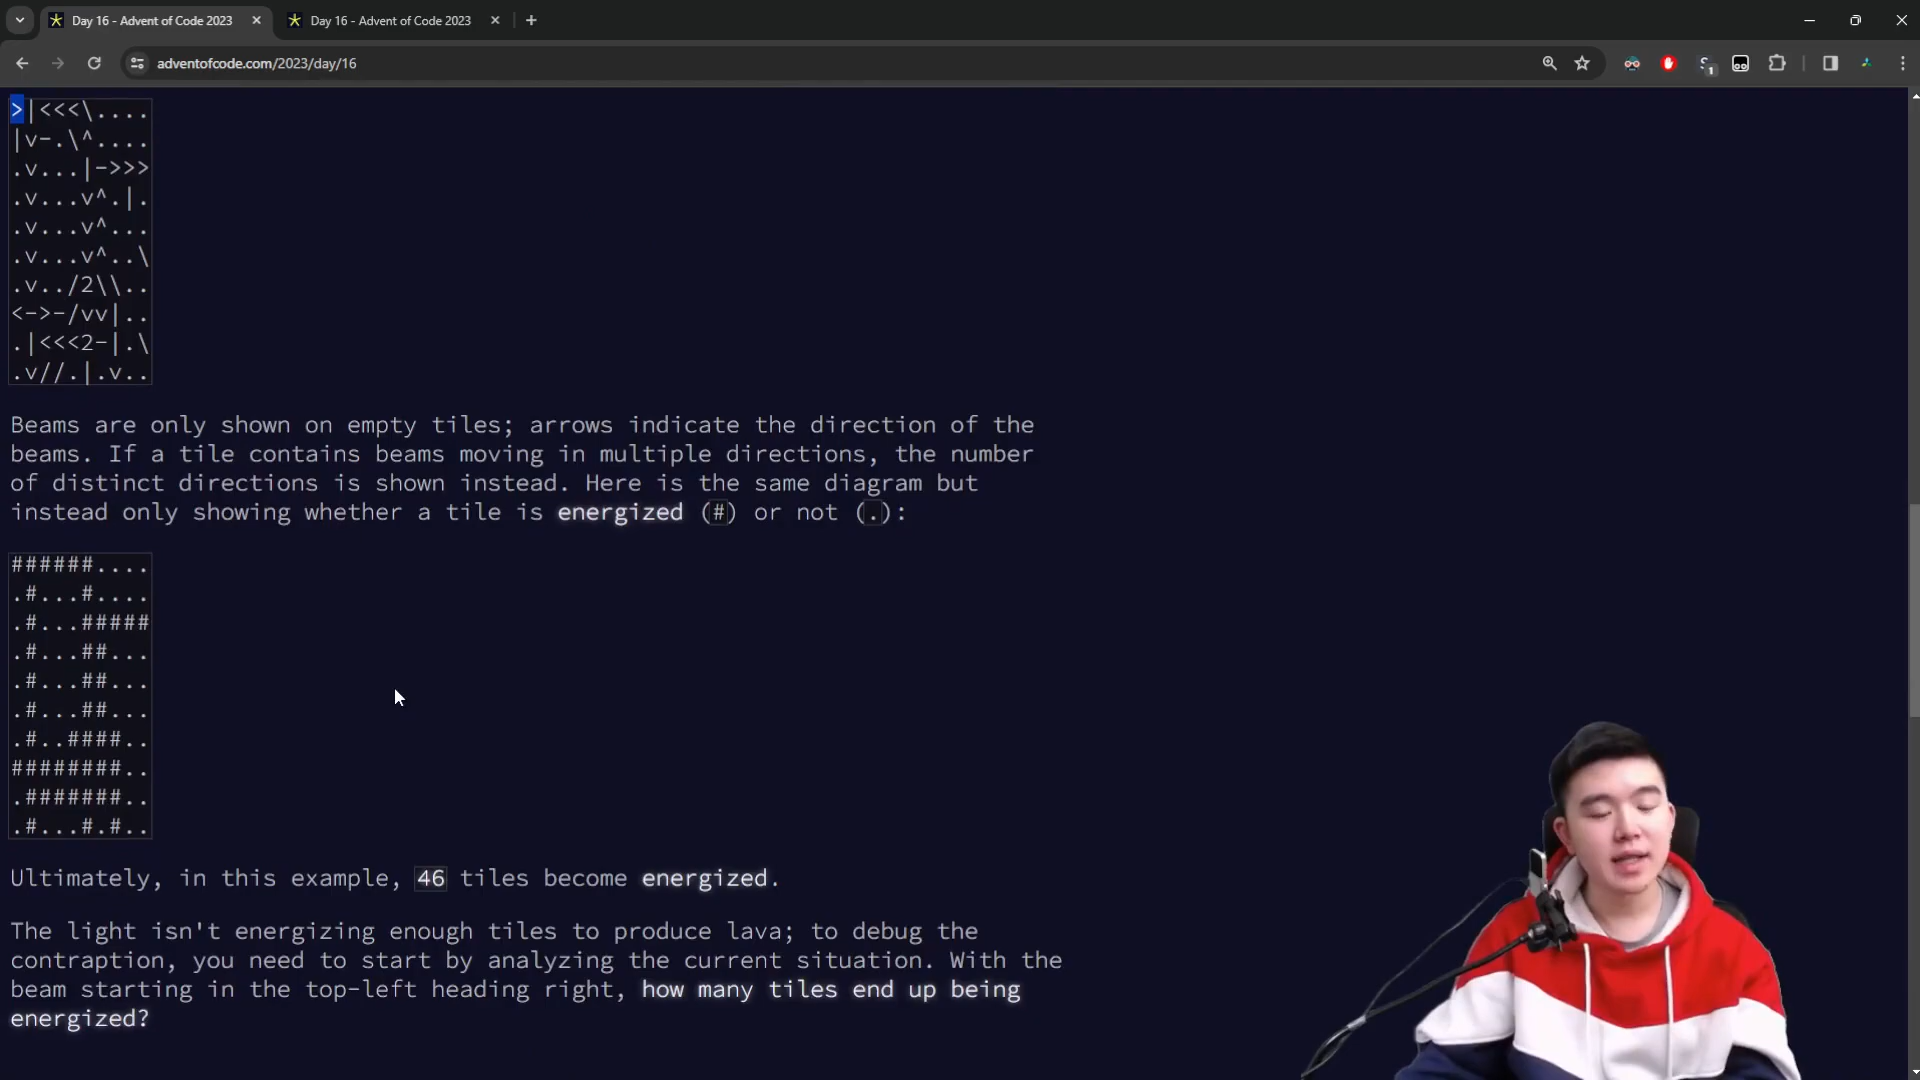 Day 16 - Advent of Code 2023
Day 16 - Advent of Code 2023
adventofcode.com/2023/day/16
>|<<<\....
|v-.\^....
.v...|->>>
.v...v^.|.
.v...v^...
.v...v^..\
.v../2\\..
<->-/vv|..
.|<<<2-|.\
.v//.|.v..
Beams are only shown on empty tiles; arrows indicate the direction of the
beams. If a tile contains beams moving in multiple directions, the number
of distinct directions is shown instead. Here is the same diagram but
instead only showing whether a tile is energized (#) or not (.):
######....
.#...#....
.#...#####
.#...##...
.#...##...
.#...##...
.#..####..
########..
.#######..
.#...#.#..
Ultimately, in this example, 46 tiles become energized.
The light isn't energizing enough tiles to produce lava; to debug the
contraption, you need to start by analyzing the current situation. With the
beam starting in the top-left heading right, how many tiles end up being
energized?